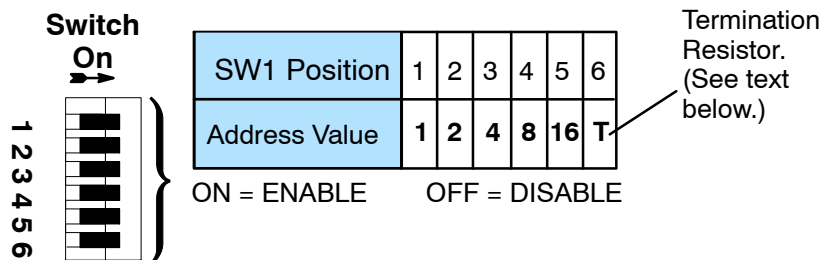 Switch
On
1 2 3 4 5 6
SW1 Position 1 2 3 4 5 6
Address Value 1 2 4 8 16 T
ON = ENABLE OFF = DISABLE
Termination
Resistor.
(See text
below.)